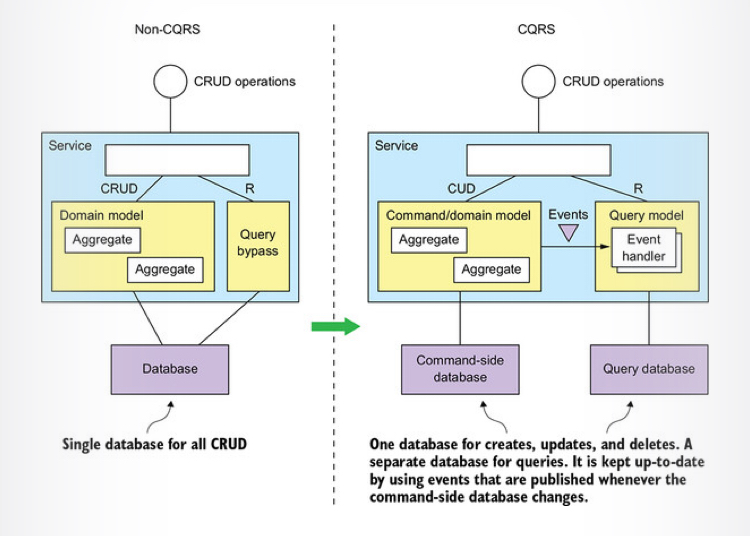 Non-CQRS
CRUD operations
Service
CRUD
R
Domain model
Aggregate
Aggregate
Query
bypass
Database
Single database for all CRUD
CQRS
CRUD operations
Service
CUD
R
Command/domain model
Aggregate
Aggregate
Events
Query model
Event
handler
Command-side
database
Query database
One database for creates, updates, and deletes. A
separate database for queries. It is kept up-to-date
by using events that are published whenever the
command-side database changes.